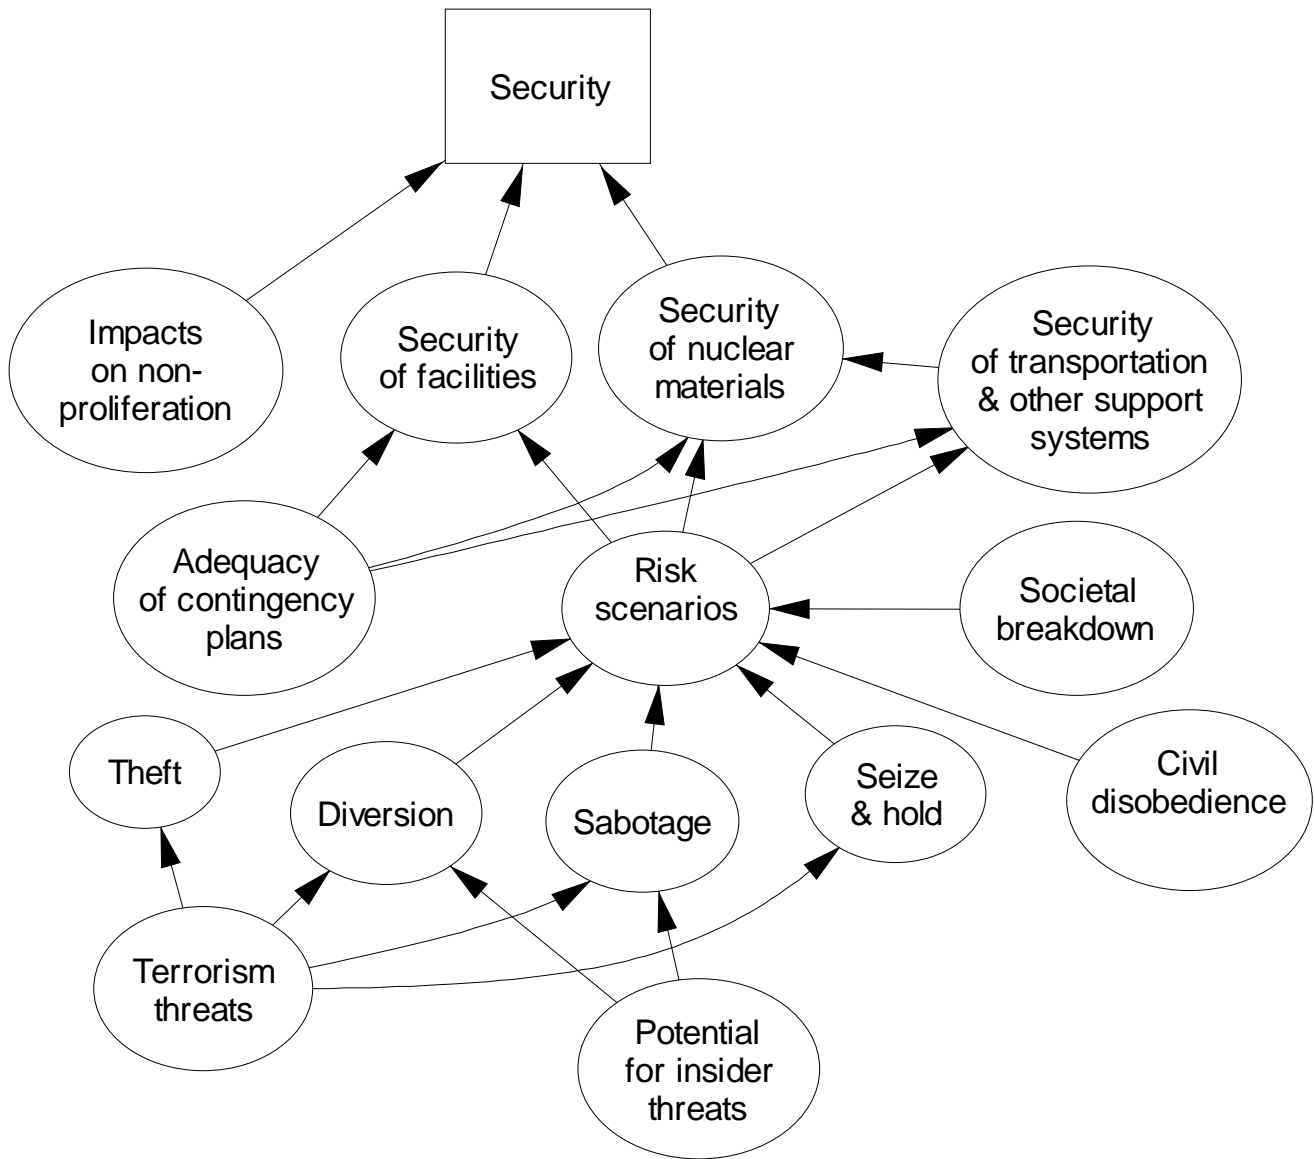 Security
Impacts
on non-
proliferation
Security
of facilities
Security
of nuclear
materials
Security
of transportation
& other support
systems
Adequacy
of contingency
plans
Risk
scenarios
Societal
breakdown
Theft
Diversion
Sabotage
Seize
& hold
Civil
disobedience
Terrorism
threats
Potential
for insider
threats